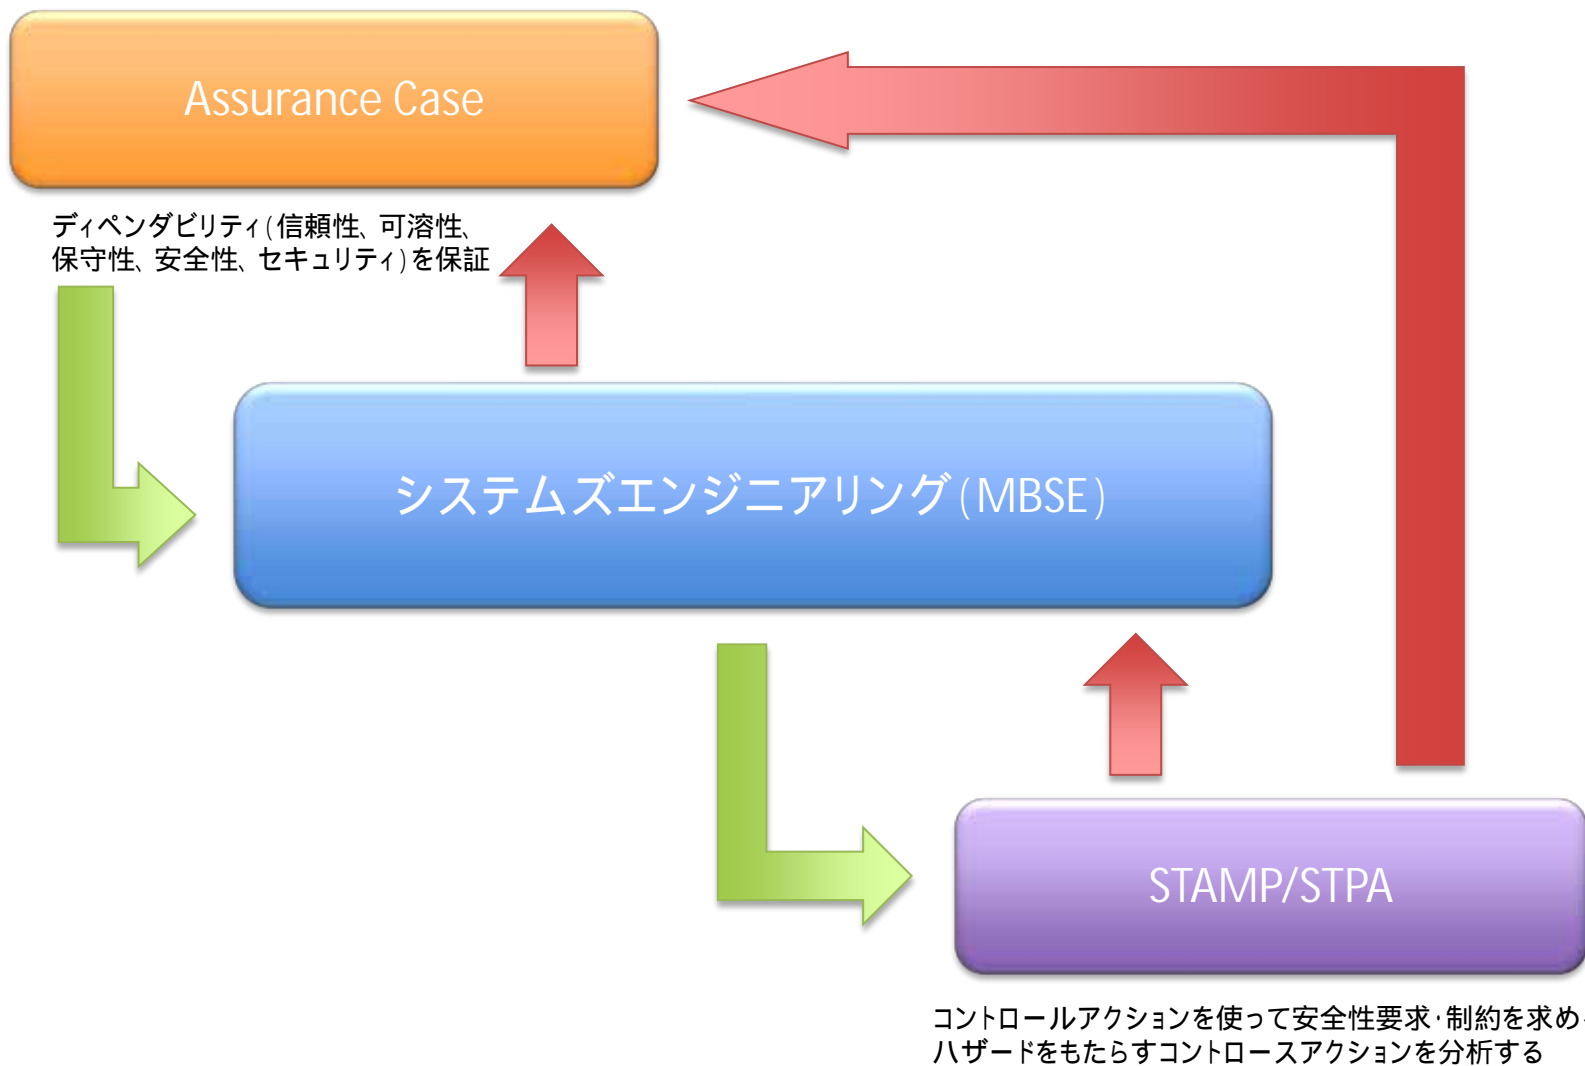 Assurance Case
ディペンダビリティ(信頼性、可溶性、
保守性、安全性、セキュリティ)を保証
システムズエンジニアリング(MBSE)
STAMP/STPA
コントロールアクションを使って安全性要求・制約を求め
ハザードをもたらすコントロースアクションを分析する